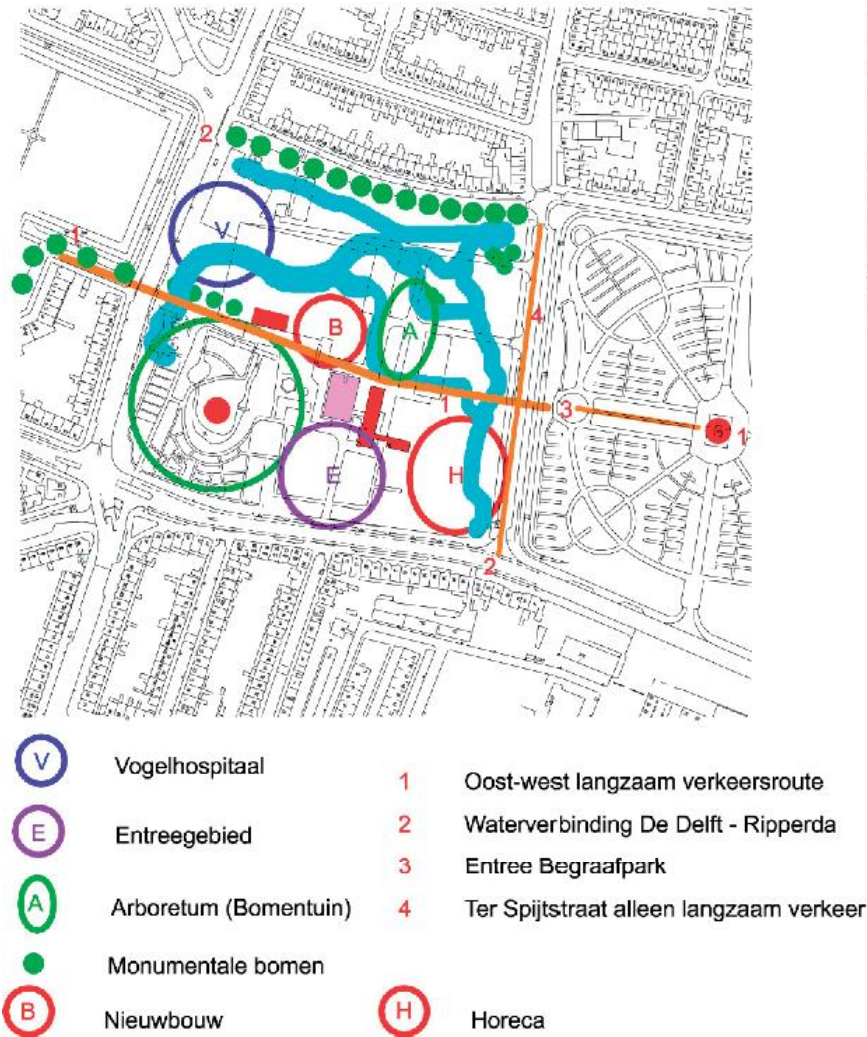 2
1
V
B
A
4
1
3
1
E
H
2
V Vogelhospitaal
E Entreegebied
A Arboretum (Bomentuin)
Monumentale bomen
B Nieuwbouw
1 Oost-west langzaam verkeersroute
2 Waterverbinding De Delft - Ripperda
3 Entree Begraafpark
4 Ter Spijtstraat alleen langzaam verkeer
H Horeca